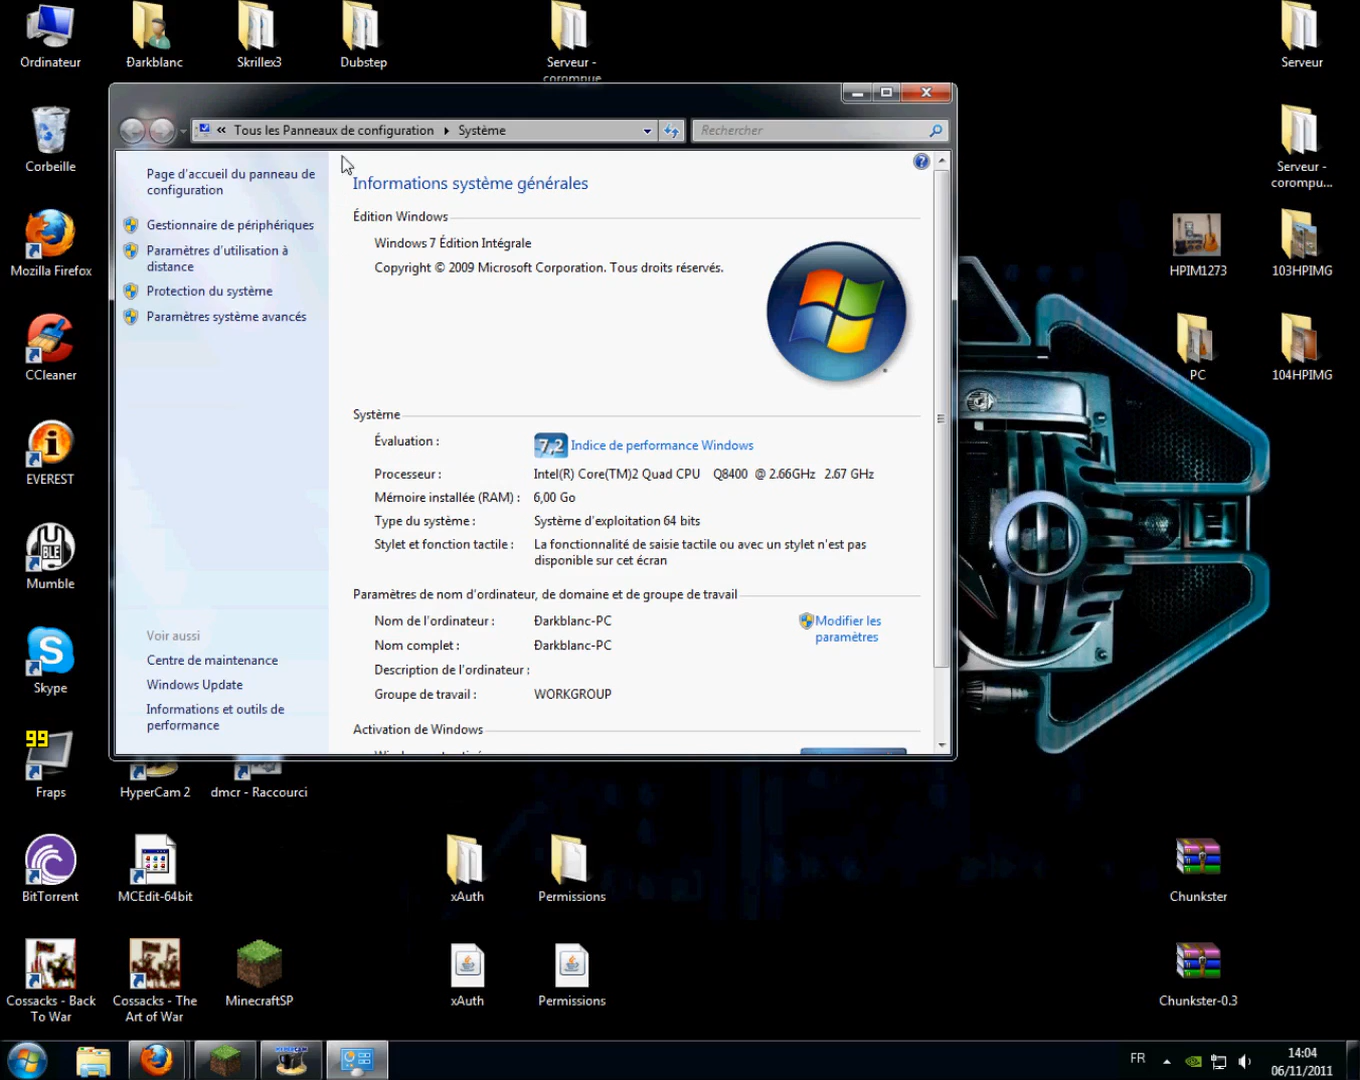 Ordinateur
Ðarkblanc
Skrillex3
Dubstep
Serveur -
corompue
Serveur
« Tous les Panneaux de configuration ▸ Système
Rechercher
Corbeille
Mozilla Firefox
CCleaner
EVEREST
Mumble
Skype
99
Fraps
HyperCam 2
dmcr - Raccourci
BitTorrent
MCEdit-64bit
Cossacks - Back
To War
Cossacks - The
Art of War
MinecraftSP
Page d'accueil du panneau de
configuration
Gestionnaire de périphériques
Paramètres d'utilisation à
distance
Protection du système
Paramètres système avancés
Voir aussi
Centre de maintenance
Windows Update
Informations et outils de
performance
Informations système générales
Édition Windows
Windows 7 Édition Intégrale
Copyright © 2009 Microsoft Corporation. Tous droits réservés.
Système
Évaluation :
7,2 Indice de performance Windows
Processeur : Intel(R) Core(TM)2 Quad CPU Q8400 @ 2.66GHz 2.67 GHz
Mémoire installée (RAM) : 6,00 Go
Type du système : Système d'exploitation 64 bits
Stylet et fonction tactile : La fonctionnalité de saisie tactile ou avec un stylet n'est pas
disponible sur cet écran
Paramètres de nom d'ordinateur, de domaine et de groupe de travail
Nom de l'ordinateur : Ðarkblanc-PC
Modifier les
paramètres
Nom complet : Ðarkblanc-PC
Description de l'ordinateur :
Groupe de travail : WORKGROUP
Activation de Windows
Serveur -
corompu...
HPIM1273
103HPIMG
PC
104HPIMG
xAuth
Permissions
Chunkster
xAuth
Permissions
Chunkster-0.3
FR
14:04
06/11/2011